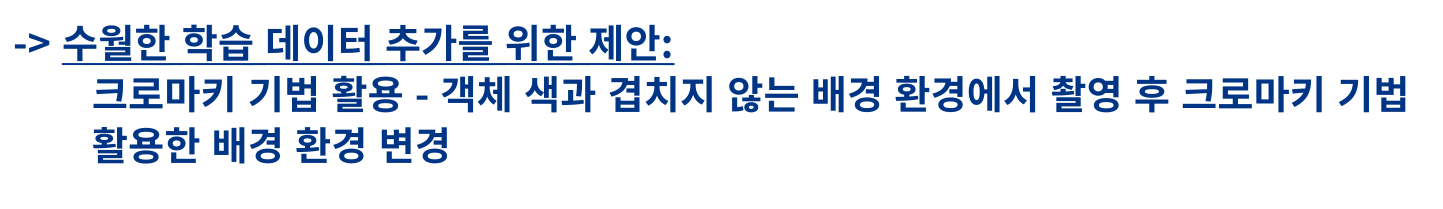 -> 수월한 학습 데이터 추가를 위한 제안:
크로마키 기법 활용 - 객체 색과 겹치지 않는 배경 환경에서 촬영 후 크로마키 기법
활용한 배경 환경 변경